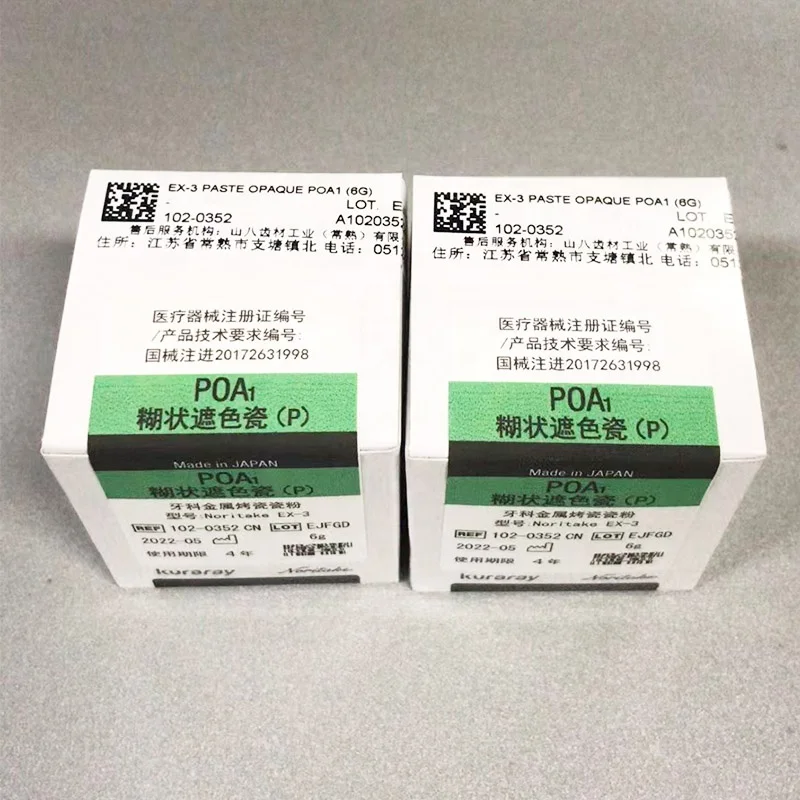 EX-3 PASTE OPAQUE POA1 (6G)
-
LOT E
102-0352
A1020352
售后服务机构: 山八齿材工业(常熟)有限
住所: 江苏省常熟市支塘镇北 电话: 051
医疗器械注册证编号
/产品技术要求编号:
国械注进20172631998
POA1
糊状遮色瓷(P)
Made in JAPAN
POA1
糊状遮色瓷(P)
牙科金属烤瓷瓷粉
型号: Noritake EX-3
REF 102-0352 CN LOT EJFGD
2022-05
6g
使用期限 4年
kuraray
Noritake
EX-3 PASTE OPAQUE POA1 (6G)
-
LOT E
102-0352
A1020352
售后服务机构: 山八齿材工业(常熟)有限
住所: 江苏省常熟市支塘镇北 电话: 051
医疗器械注册证编号
/产品技术要求编号:
国械注进20172631998
POA1
糊状遮色瓷(P)
Made in JAPAN
POA1
糊状遮色瓷(P)
牙科金属烤瓷瓷粉
型号: Noritake EX-3
REF 102-0352 CN LOT EJFGD
2022-05
6g
使用期限 4年
kuraray
Noritake